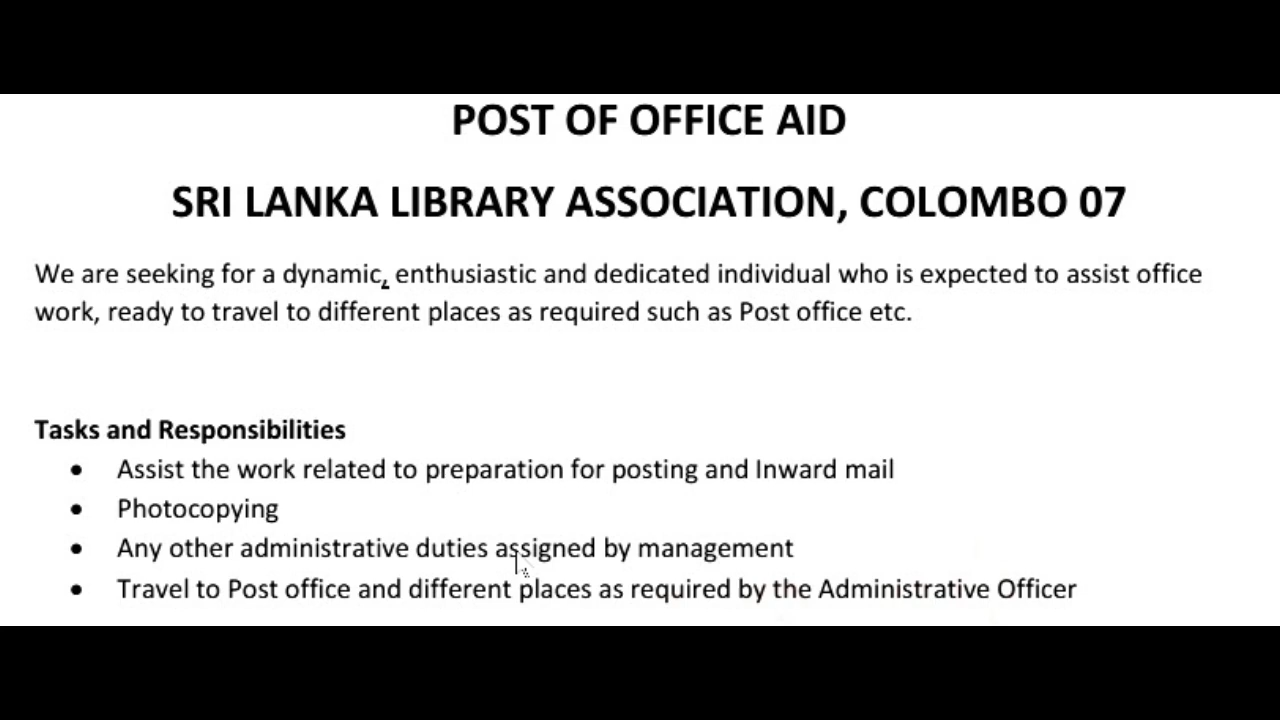 POST OF OFFICE AID
SRI LANKA LIBRARY ASSOCIATION, COLOMBO 07
We are seeking for a dynamic, enthusiastic and dedicated individual who is expected to assist office
work, ready to travel to different places as required such as Post office etc.
Tasks and Responsibilities
• Assist the work related to preparation for posting and Inward mail
• Photocopying
• Any other administrative duties assigned by management
• Travel to Post office and different places as required by the Administrative Officer